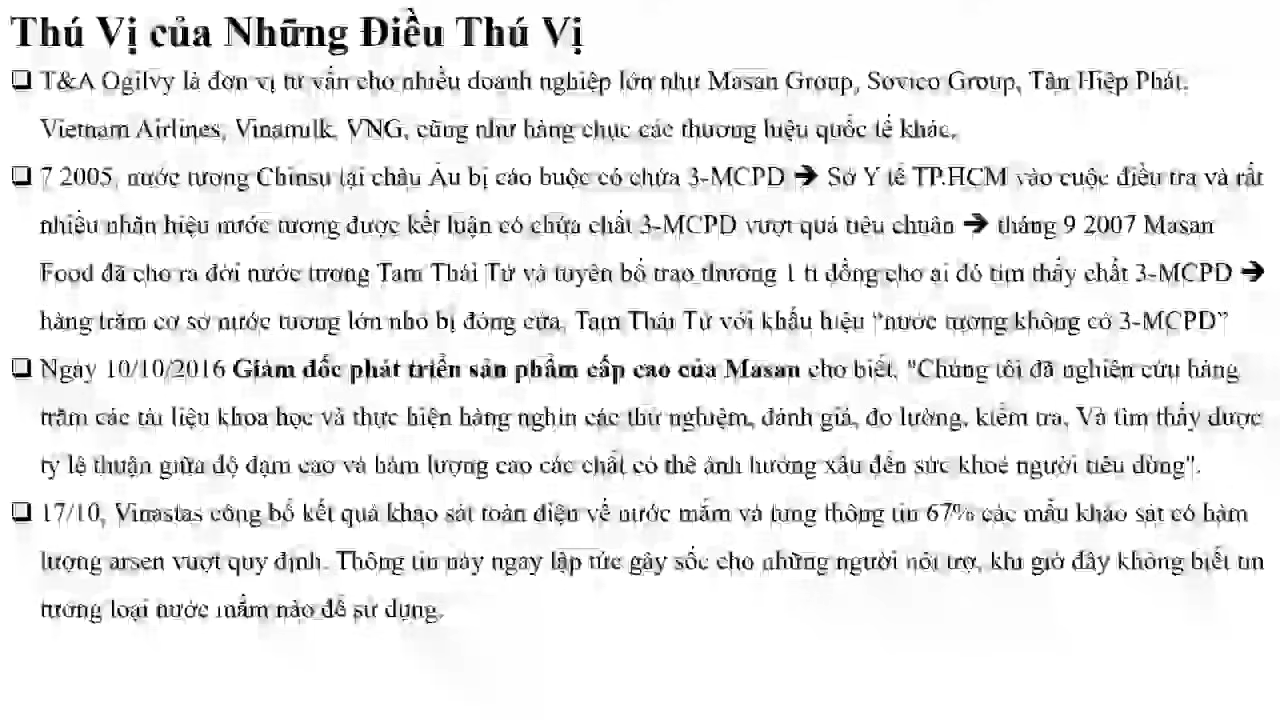 Thú Vị của Những Điều Thú Vị
❑ T&A Ogilvy là đơn vị tư vấn cho nhiều doanh nghiệp lớn như Masan Group, Sovico Group, Tân Hiệp Phát,
Vietnam Airlines, Vinamilk, VNG, cũng như hàng chục các thương hiệu quốc tế khác.
❑ 7 2005, nước tương Chinsu tại châu Âu bị cáo buộc có chứa 3-MCPD ➔ Sở Y tế TP.HCM vào cuộc điều tra và rất
nhiều nhãn hiệu nước tương được kết luận có chứa chất 3-MCPD vượt quá tiêu chuẩn ➔ tháng 9 2007 Masan
Food đã cho ra đời nước tương Tam Thái Tử và tuyên bố trao thưởng 1 tỉ đồng cho ai đó tìm thấy chất 3-MCPD ➔
hàng trăm cơ sở nước tương lớn nhỏ bị đóng cửa, Tam Thái Tử với khẩu hiệu "nước tương không có 3-MCPD"
❑ Ngày 10/10/2016 Giám đốc phát triển sản phẩm cấp cao của Masan cho biết, "Chúng tôi đã nghiên cứu hàng
trăm các tài liệu khoa học và thực hiện hàng nghìn các thử nghiệm, đánh giá, đo lường, kiểm tra. Và tìm thấy được
tỷ lệ thuận giữa độ đạm cao và hàm lượng cao các chất có thể ảnh hưởng xấu đến sức khoẻ người tiêu dùng".
❑ 17/10, Vinastas công bố kết quả khảo sát toàn diện về nước mắm và tung thông tin 67% các mẫu khảo sát có hàm
lượng arsen vượt quy định. Thông tin này ngay lập tức gây sốc cho những người nội trợ, khi giờ đây không biết tin
tưởng loại nước mắm nào để sử dụng.